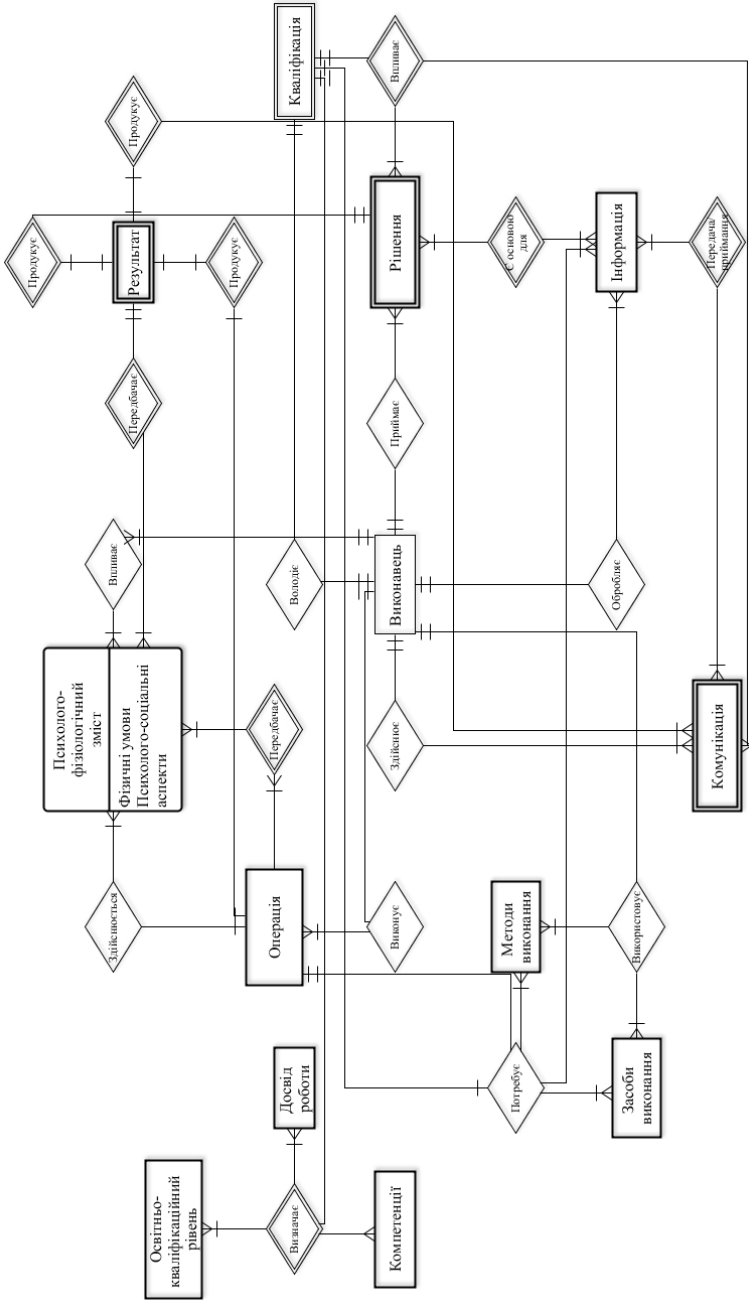 Продукує
Здійснюється
Психолого-
фізіологічний
зміст
Фізичні умови
Психолого-соціальні
аспекти
Впливає
Передбачає
Результат
Продукує
Освітньо-
кваліфікаційний
рівень
Продукує
Визначає
Досвід
роботи
Операція
Передбачає
Володіє
Кваліфікація
Компетенції
Виконує
Здійснює
Виконавець
Приймає
Рішення
Впливає
Потребує
Методи
виконання
Є основою
для
Засоби
виконання
Використовує
Обробляє
Інформація
Комунікація
Передача/
приймання